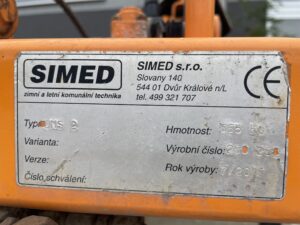 SIMED
zimní a letní komunální technika
SIMED s.r.o.
Slovany 140
544 01 Dvůr Králové n/L
tel. 499 321 707
CE
Typ:
Hmotnost:
Varianta:
Výrobní číslo:
Verze:
Rok výroby:
Číslo,schválení: